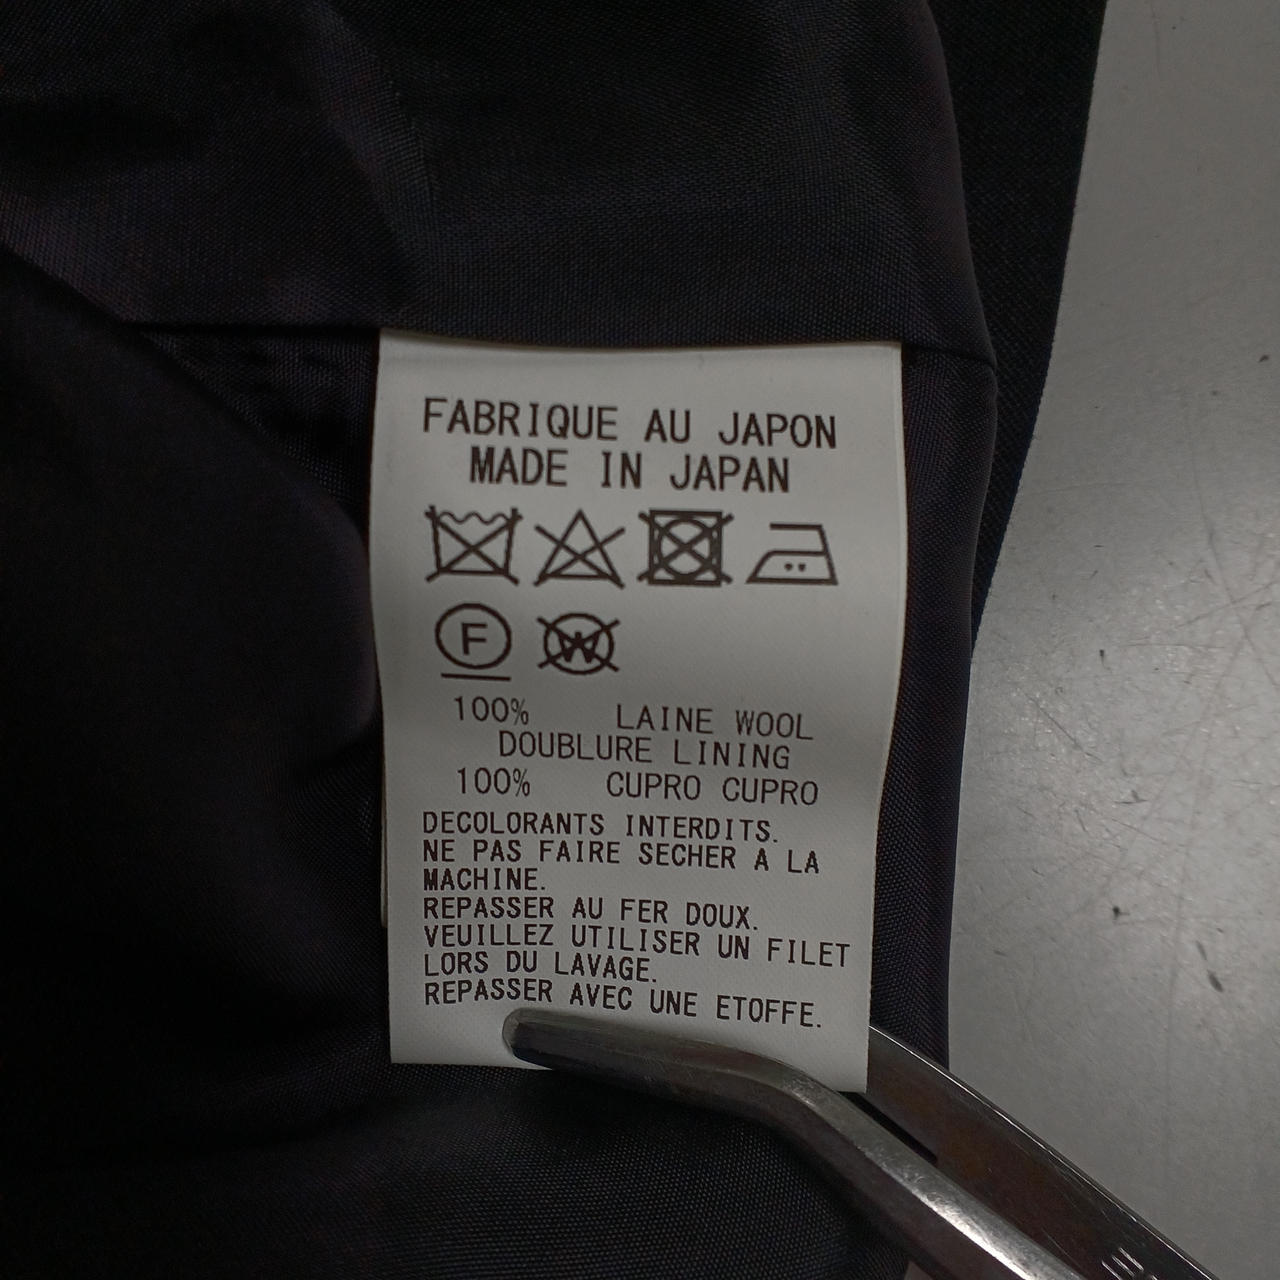 FABRIQUE AU JAPON
MADE IN JAPAN
F W
100% LAINE WOOL
DOUBLURE LINING
100% CUPRO CUPRO
DECOLORANTS INTERDITS.
NE PAS FAIRE SECHER A LA
MACHINE.
REPASSER AU FER DOUX.
VEUILLEZ UTILISER UN FILET
LORS DU LAVAGE.
REPASSER AVEC UNE ETOFFE.